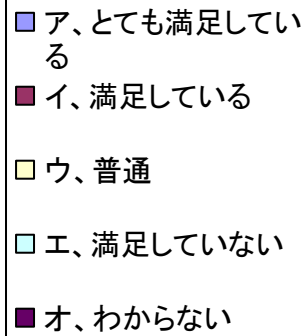 ア、とても満足してい
る
イ、満足している
ウ、普通
エ、満足していない
オ、わからない